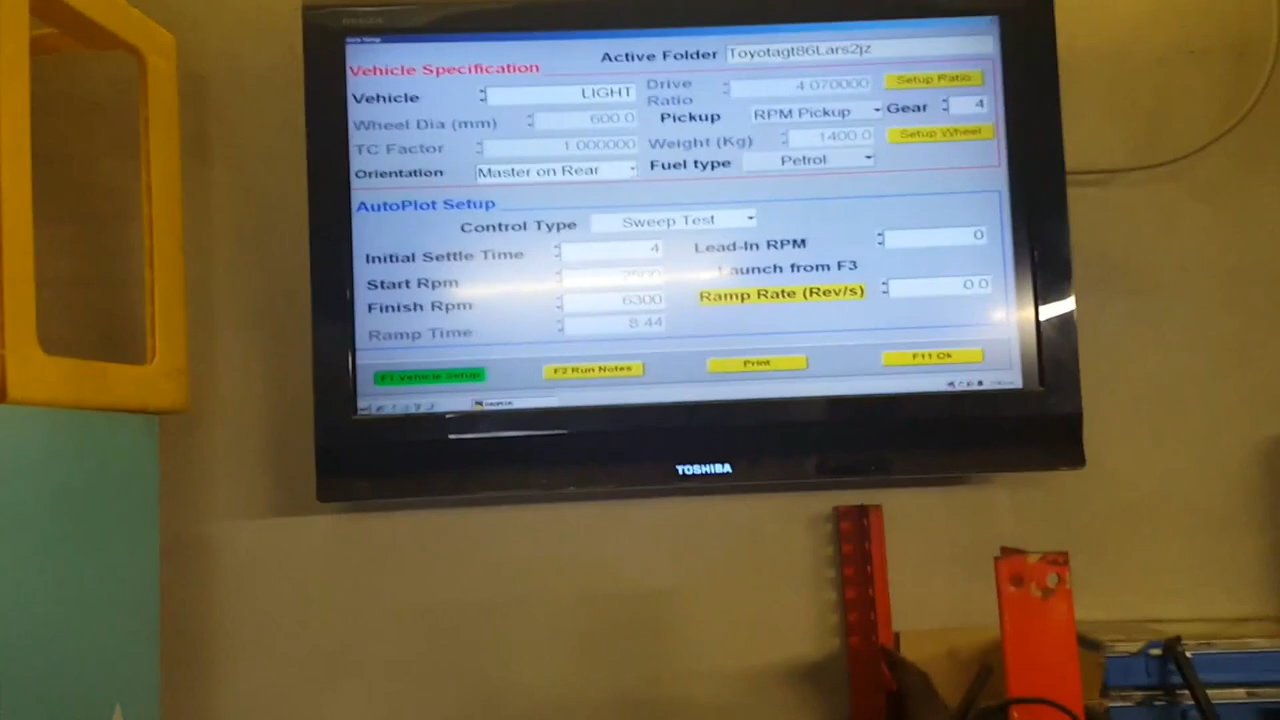 Active Folder Toyotagt86Lars2jz
Vehicle Specification
Vehicle LIGHT Drive Ratio 4.070000 Setup Ratio
Wheel Dia (mm) 600.0 Pickup RPM Pickup Gear 4
TC Factor 1.000000 Weight (Kg) 1400.0 Setup Wheel
Orientation Master on Rear Fuel type Petrol
AutoPlot Setup
Control Type Sweep Test
Initial Settle Time 4 Lead-In RPM 0
Start Rpm 2500 Launch from F3
Finish Rpm 6300 Ramp Rate (Rev/s) 0.0
Ramp Time 8.44
F1 Vehicle Setup F2 Run Notes Print F11 Ok
TOSHIBA